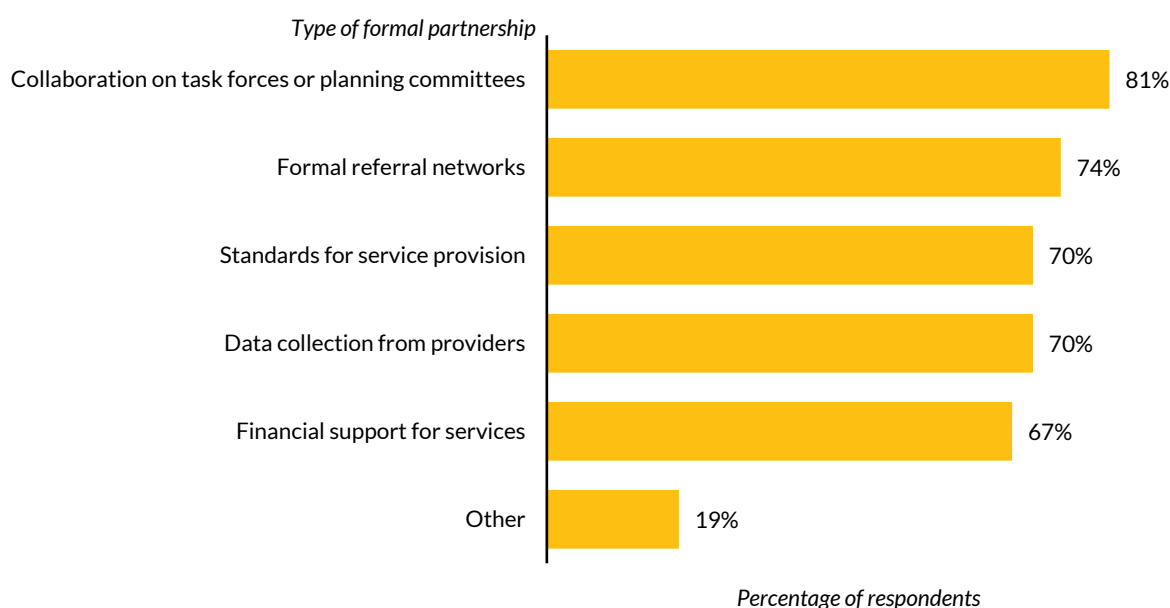 Type of formal partnership
Collaboration on task forces or planning committees 81%
Formal referral networks 74%
Standards for service provision 70%
Data collection from providers 70%
Financial support for services 67%
Other 19%
Percentage of respondents